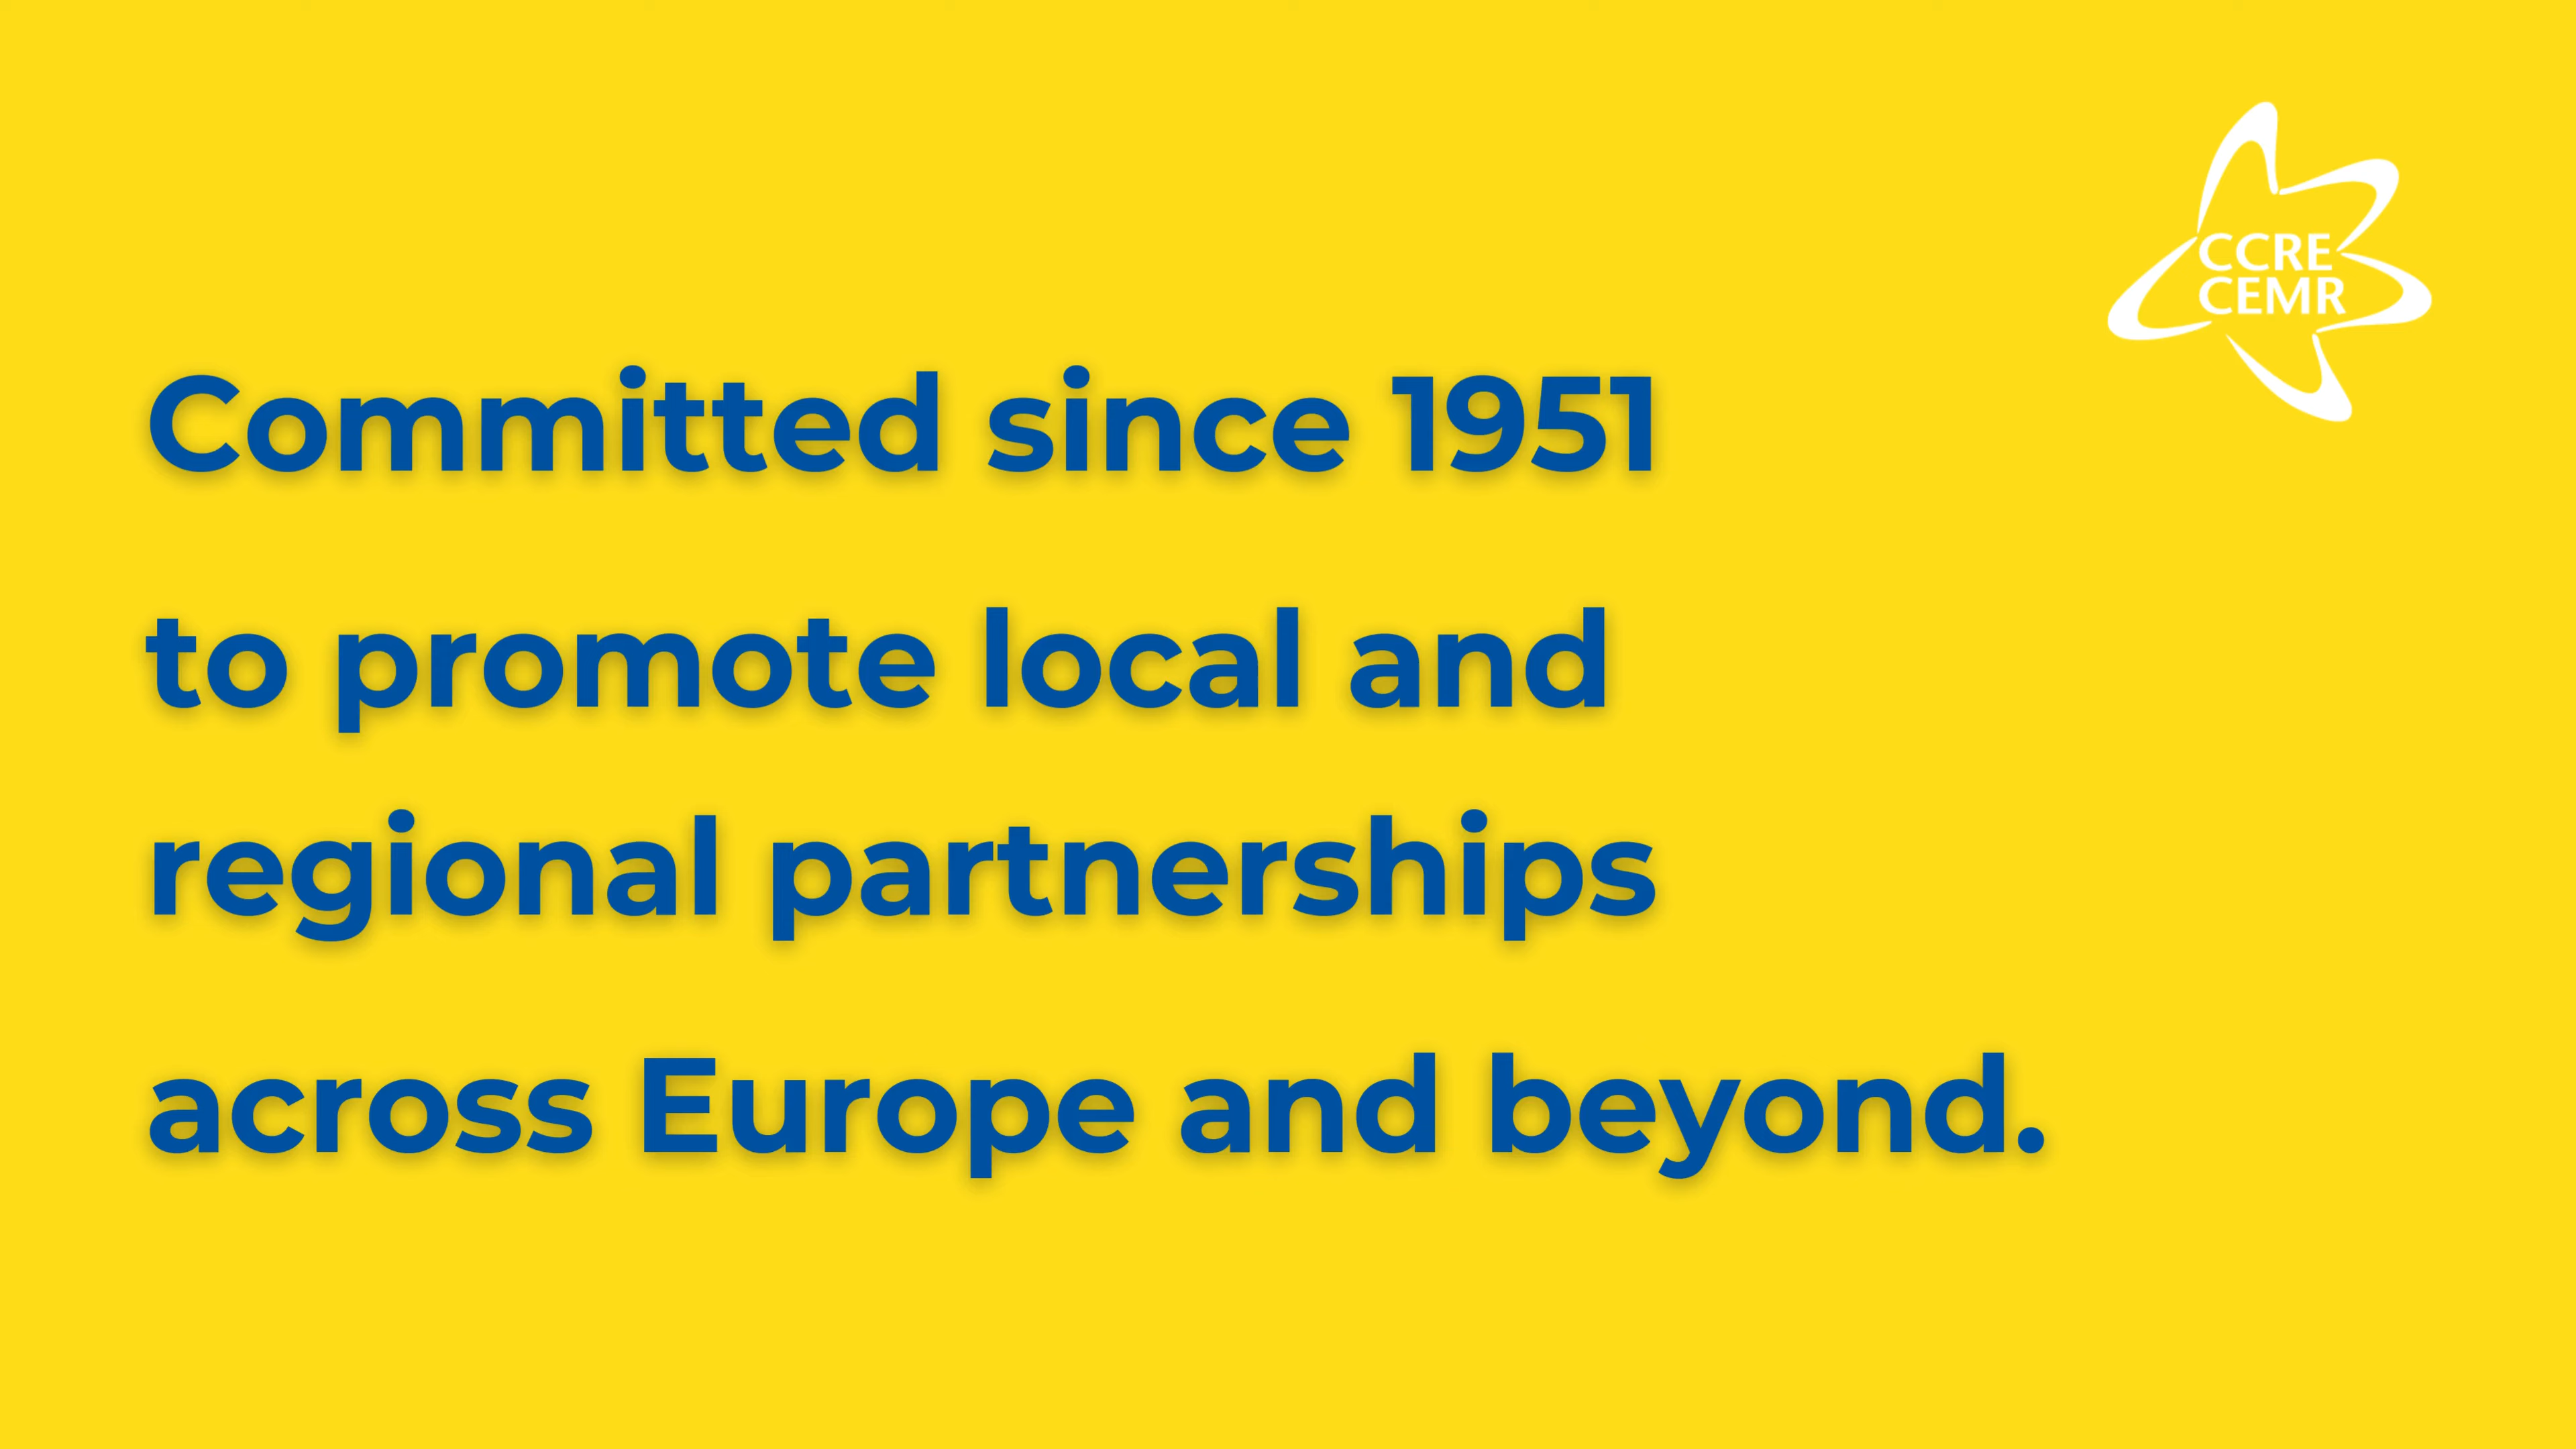 CCRE
CEMR
Committed since 1951
to promote local and
regional partnerships
across Europe and beyond.